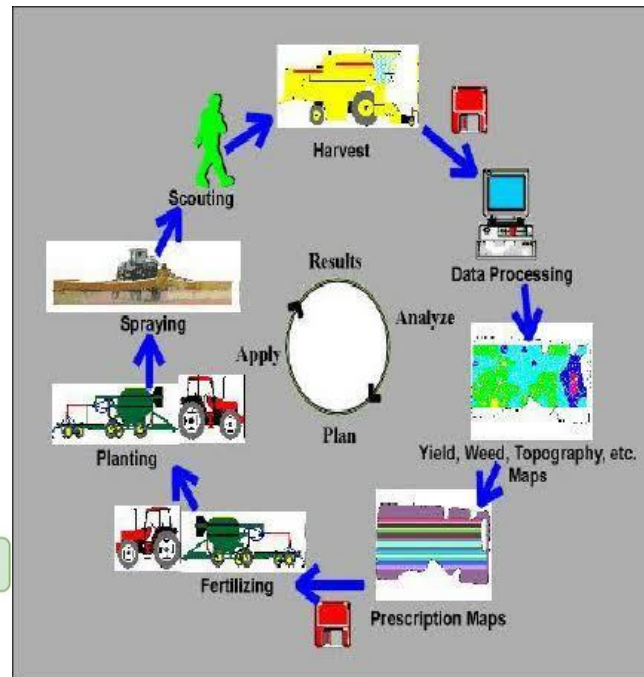 Harvest
Scouting
Data Processing
Results
Spraying
Analyze
Apply
Plan
Planting
Yield, Weed, Topography, etc.
Maps
Fertilizing
Prescription Maps